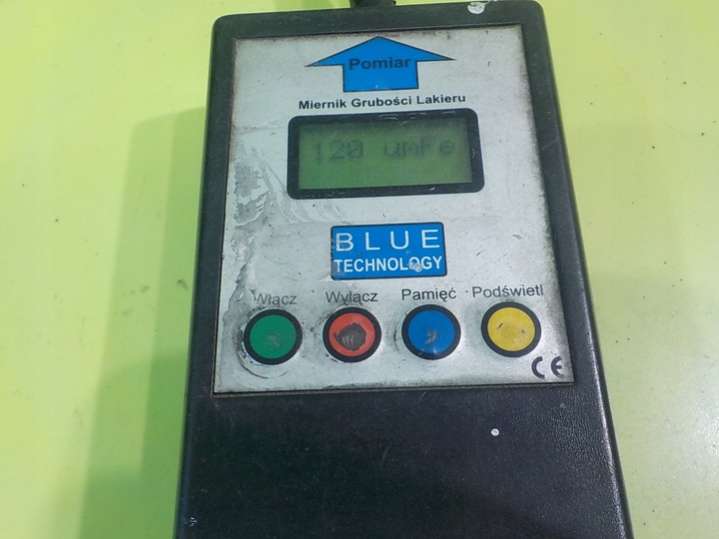 Pomiar
Miernik Grubości Lakieru
120 umFe
BLUE
TECHNOLOGY
Włącz Wyłącz Pamięć Podświetl
CE